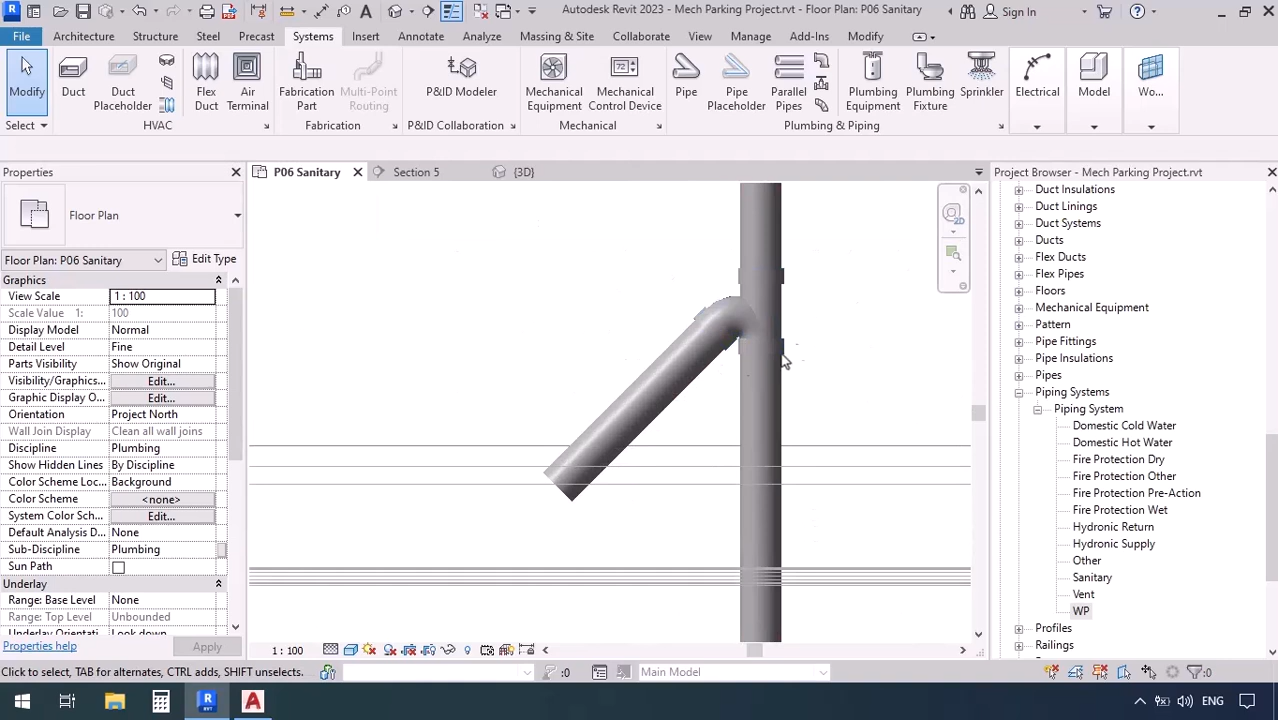 Autodesk Revit 2023 - Mech Parking Project.rvt - Floor Plan: P06 Sanitary
Sign In
File
Architecture
Structure
Steel
Precast
Systems
Insert
Annotate
Analyze
Massing & Site
Collaborate
View
Manage
Add-Ins
Modify
Modify
Duct
Duct Placeholder
Flex Duct
Air Terminal
Fabrication Part
Multi-Point Routing
P&ID Modeler
Mechanical Equipment
Mechanical Control Device
Pipe
Pipe Placeholder
Parallel Pipes
Plumbing Equipment
Plumbing Fixture
Sprinkler
Electrical
Model
Wo...
Select
HVAC
Fabrication
P&ID Collaboration
Mechanical
Plumbing & Piping
Properties
P06 Sanitary
Section 5
{3D}
Project Browser - Mech Parking Project.rvt
Floor Plan
Floor Plan: P06 Sanitary
Edit Type
Graphics
View Scale 1 : 100
Scale Value 1: 100
Display Model Normal
Detail Level Fine
Parts Visibility Show Original
Visibility/Graphics... Edit...
Graphic Display O... Edit...
Orientation Project North
Wall Join Display Clean all wall joins
Discipline Plumbing
Show Hidden Lines By Discipline
Color Scheme Loc... Background
Color Scheme <none>
System Color Sch... Edit...
Default Analysis D... None
Sub-Discipline Plumbing
Sun Path
Underlay
Range: Base Level None
Range: Top Level Unbounded
Underlay Orientati... Look down
Properties help
Apply
Duct Insulations
Duct Linings
Duct Systems
Ducts
Flex Ducts
Flex Pipes
Floors
Mechanical Equipment
Pattern
Pipe Fittings
Pipe Insulations
Pipes
Piping Systems
Piping System
Domestic Cold Water
Domestic Hot Water
Fire Protection Dry
Fire Protection Other
Fire Protection Pre-Action
Fire Protection Wet
Hydronic Return
Hydronic Supply
Other
Sanitary
Vent
WP
Profiles
Railings
2D
1 : 100
Click to select, TAB for alternates, CTRL adds, SHIFT unselects.
:0
Main Model
:0
ENG